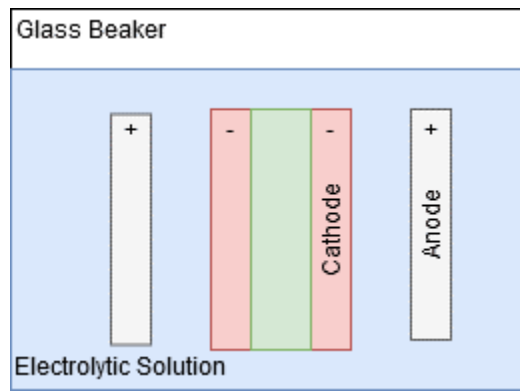 Glass Beaker
+ - - +
Cathode
Anode
Electrolytic Solution